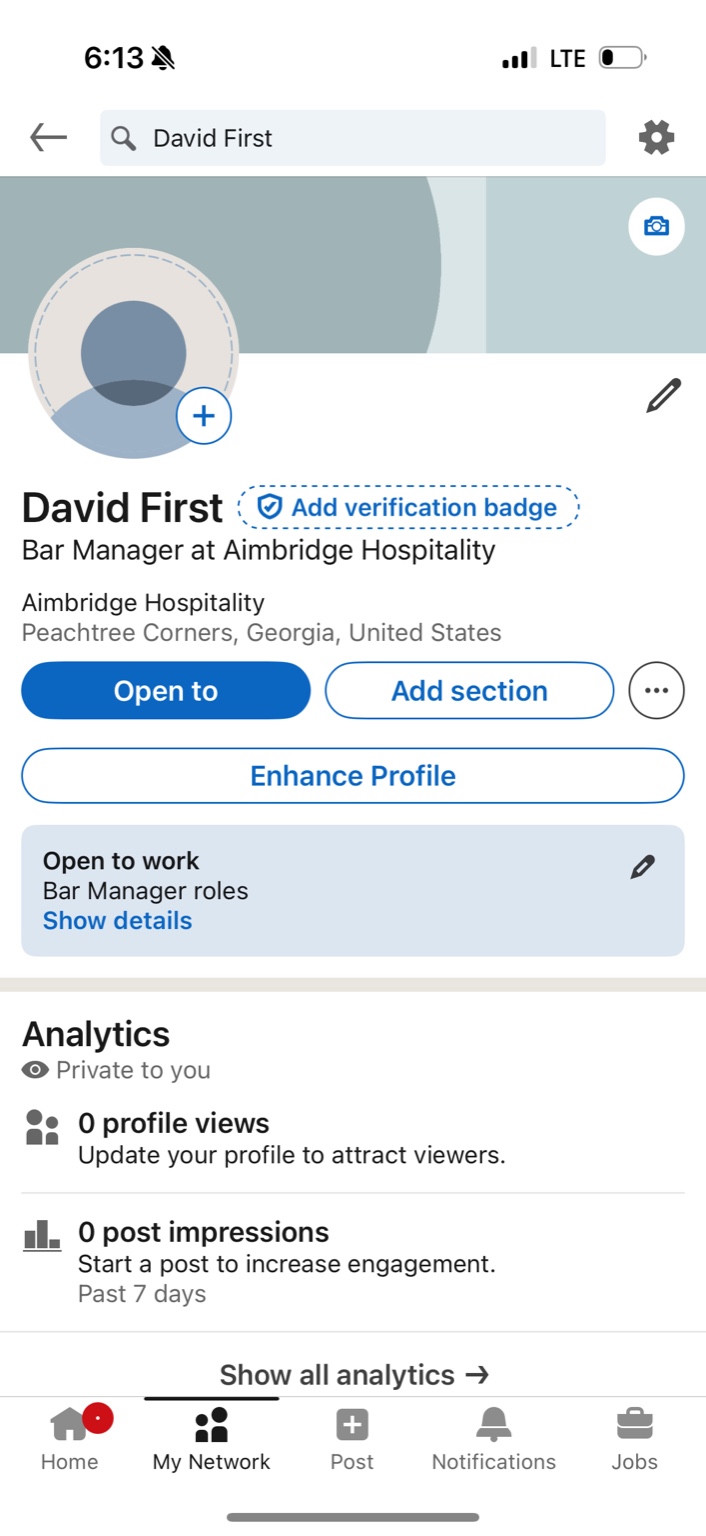 6:13
LTE
David First
David First
Add verification badge
Bar Manager at Aimbridge Hospitality
Aimbridge Hospitality
Peachtree Corners, Georgia, United States
Open to
Add section
Enhance Profile
Open to work
Bar Manager roles
Show details
Analytics
Private to you
0 profile views
Update your profile to attract viewers.
0 post impressions
Start a post to increase engagement.
Past 7 days
Show all analytics →
Home
My Network
Post
Notifications
Jobs